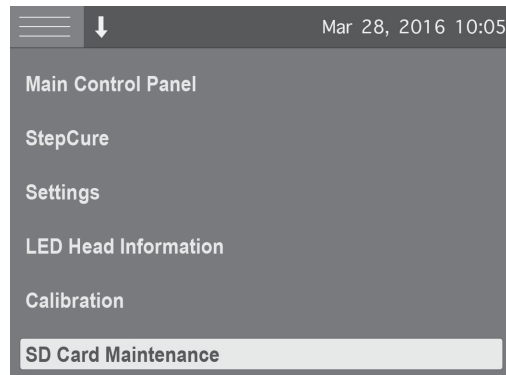 Mar 28, 2016 10:05
Main Control Panel
StepCure
Settings
LED Head Information
Calibration
SD Card Maintenance